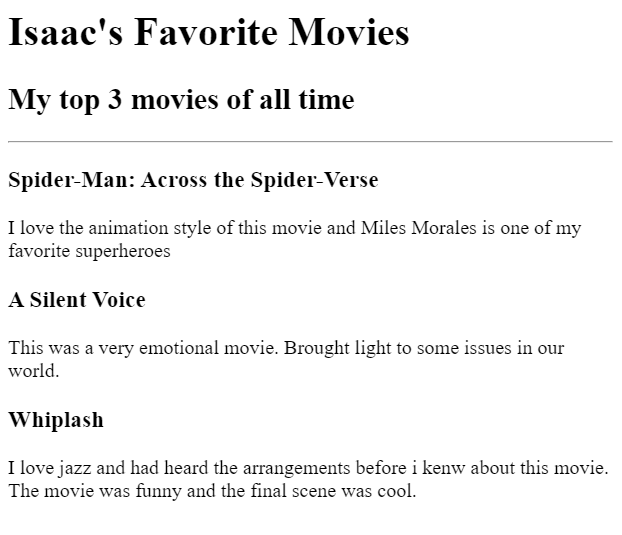 Isaac's Favorite Movies
My top 3 movies of all time
Spider-Man: Across the Spider-Verse
I love the animation style of this movie and Miles Morales is one of my
favorite superheroes
A Silent Voice
This was a very emotional movie. Brought light to some issues in our
world.
Whiplash
I love jazz and had heard the arrangements before i kenw about this movie.
The movie was funny and the final scene was cool.